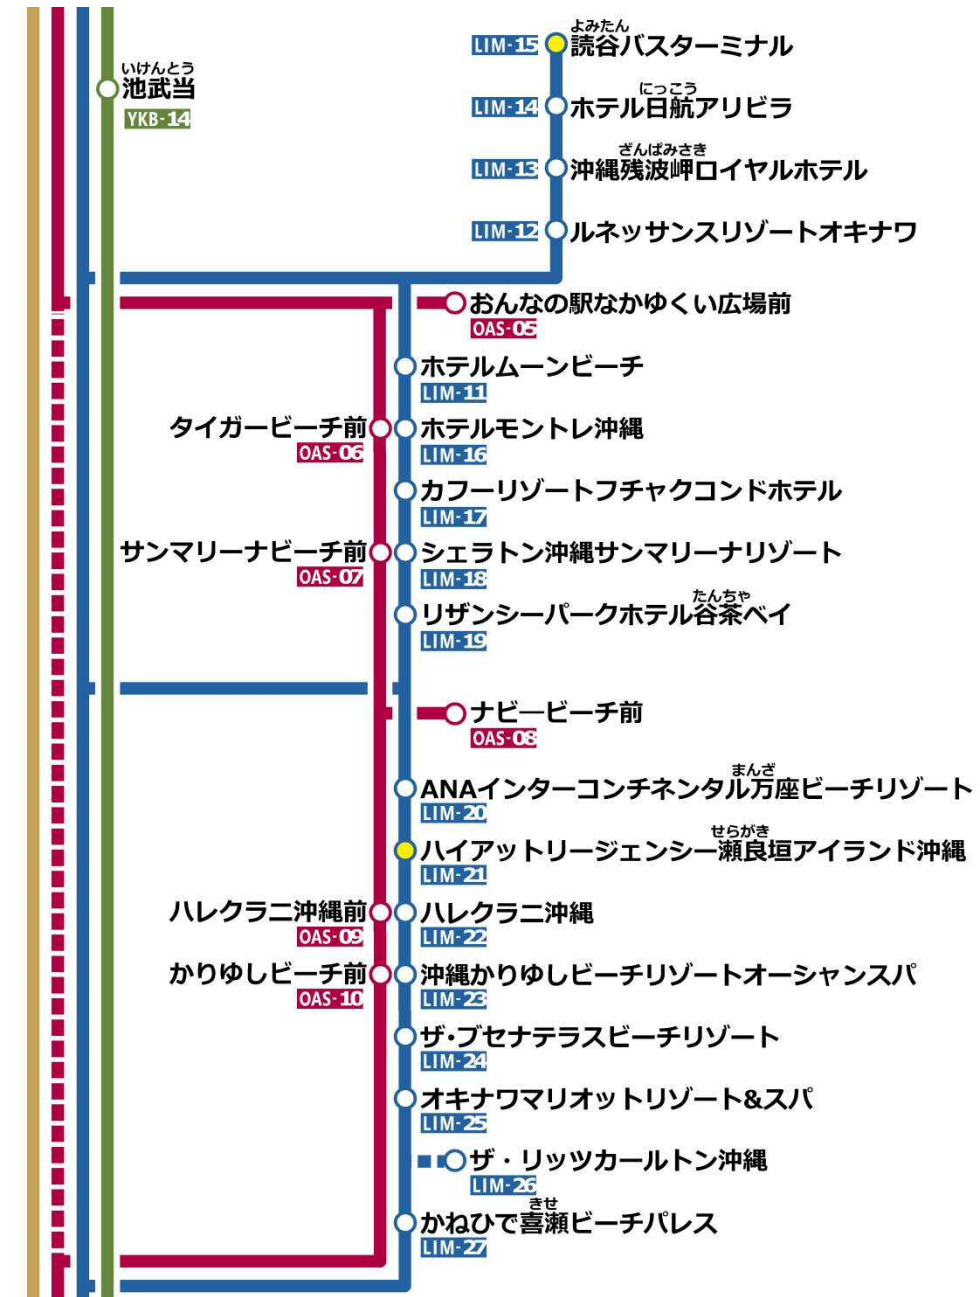 よみたん
LIM-15 読谷バスターミナル
いけんとう
池武当
YKB-14
にっこう
LIM-14 ホテル日航アリビラ
ざんぱみさき
LIM-13 沖縄残波岬ロイヤルホテル
LIM-12 ルネッサンスリゾートオキナワ
おんなの駅なかゆくい広場前
OAS-05
ホテルムーンビーチ
LIM-11
タイガービーチ前
OAS-06
ホテルモントレ沖縄
LIM-16
カフーリゾートフチャクコンドホテル
LIM-17
サンマリーナビーチ前
OAS-07
シェラトン沖縄サンマリーナリゾート
LIM-18
たんちゃ
リザンシーパークホテル谷茶ベイ
LIM-19
ナビービーチ前
OAS-08
まんざ
ANAインターコンチネンタル万座ビーチリゾート
LIM-20
せらがき
ハイアットリージェンシー瀬良垣アイランド沖縄
LIM-21
ハレクラニ沖縄前
OAS-09
ハレクラニ沖縄
LIM-22
かりゆしビーチ前
OAS-10
沖縄かりゆしビーチリゾートオーシャンスパ
LIM-23
ザ・ブセナテラスビーチリゾート
LIM-24
オキナワマリオットリゾート&スパ
LIM-25
ザ・リッツカールトン沖縄
LIM-26
きせ
かねひで喜瀬ビーチパレス
LIM-27